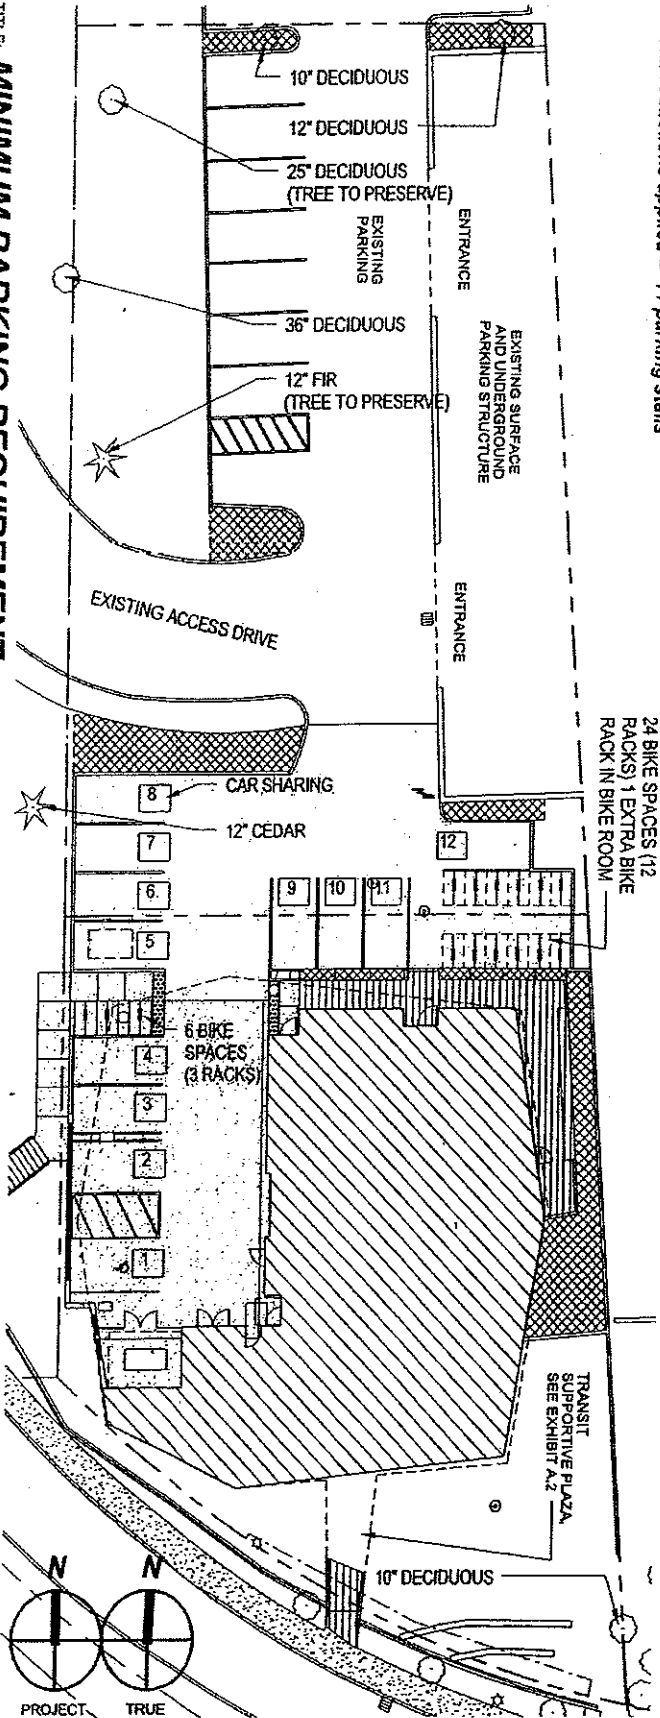 10" DECIDUOUS
12" DECIDUOUS
25" DECIDUOUS
(TREE TO PRESERVE)
EXISTING
PARKING
ENTRANCE
36" DECIDUOUS
EXISTING SURFACE
AND UNDERGROUND
PARKING STRUCTURE
12" FIR
(TREE TO PRESERVE)
parking stalls
MINIMUM PARKING REQUIREMENT
EXISTING ACCESS DRIVE
ENTRANCE
24 BIKE SPACES (12
RACKS) 1 EXTRA BIKE
RACK IN BIKE ROOM
8
CAR SHARING
12" CEDAR
7
12
6
9
10
11
5
6 BIKE
SPACES
(3 RACKS)
4
3
2
1
TRANSIT
SUPPORTIVE PLAZA,
SEE EXHIBIT A.2
10" DECIDUOUS
N
N
PROJECT
TRUE